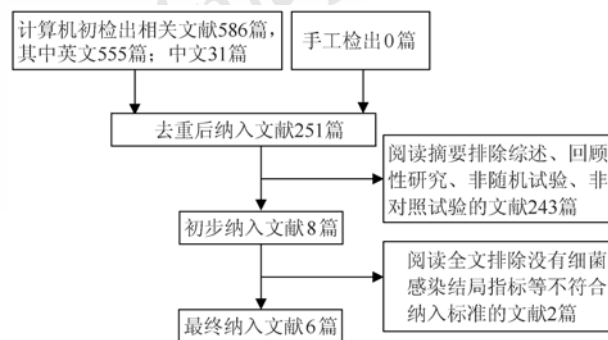 计算机初检出相关文献586篇，
其中英文555篇；中文31篇
手工检出0篇
去重后纳入文献251篇
阅读摘要排除综述、回顾
性研究、非随机试验、非
对照试验的文献243篇
初步纳入文献8篇
阅读全文排除没有细菌
感染结局指标等不符合
纳入标准的文献2篇
最终纳入文献6篇